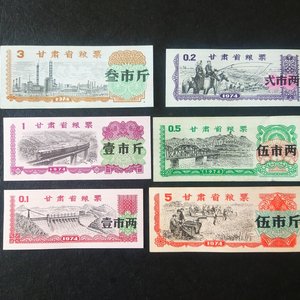 3 甘肃省粮票
叁市斤
1974
0.2 甘肃省粮票
贰市两
1974
1 甘肃省粮票
壹市斤
1974
0.5 甘肃省粮票
伍市两
1974
0.1 甘肃省粮票
壹市两
1974
5 甘肃省粮票
伍市斤
1974